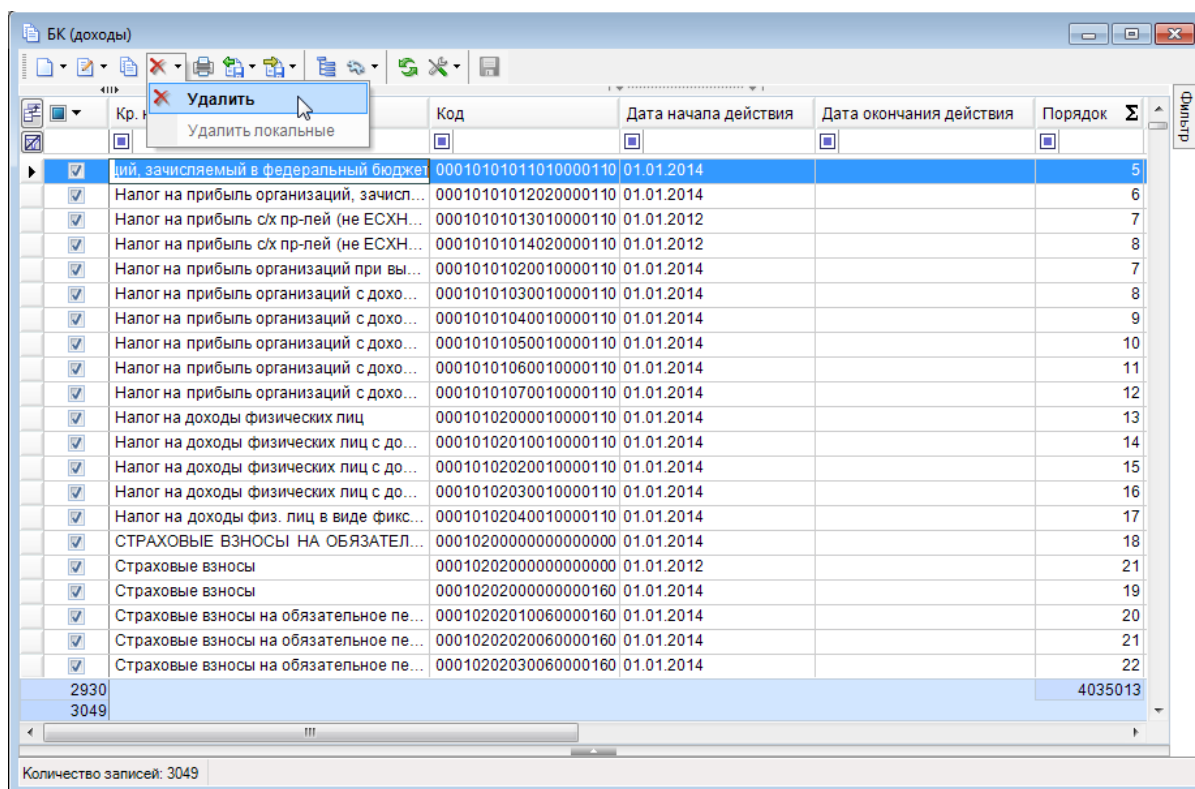 БК (доходы)
Удалить
Удалить локальные
Кр. Код Дата начала действия Дата окончания действия Порядок Σ
Фильтр
ций, зачисляемый в федеральный бюджет 00010101011010000110 01.01.2014 5
Налог на прибыль организаций, зачисл... 00010101012020000110 01.01.2014 6
Налог на прибыль с/х пр-лей (не ЕСХН... 00010101013010000110 01.01.2012 7
Налог на прибыль с/х пр-лей (не ЕСХН... 00010101014020000110 01.01.2012 8
Налог на прибыль организаций при вы... 00010101020010000110 01.01.2014 7
Налог на прибыль организаций с дохо... 00010101030010000110 01.01.2014 8
Налог на прибыль организаций с дохо... 00010101040010000110 01.01.2014 9
Налог на прибыль организаций с дохо... 00010101050010000110 01.01.2014 10
Налог на прибыль организаций с дохо... 00010101060010000110 01.01.2014 11
Налог на прибыль организаций с дохо... 00010101070010000110 01.01.2014 12
Налог на доходы физических лиц 00010102000010000110 01.01.2014 13
Налог на доходы физических лиц с до... 00010102010010000110 01.01.2014 14
Налог на доходы физических лиц с до... 00010102020010000110 01.01.2014 15
Налог на доходы физических лиц с до... 00010102030010000110 01.01.2014 16
Налог на доходы физ. лиц в виде фикс... 00010102040010000110 01.01.2014 17
СТРАХОВЫЕ ВЗНОСЫ НА ОБЯЗАТЕЛ... 00010200000000000000 01.01.2014 18
Страховые взносы 00010202000000000000 01.01.2012 21
Страховые взносы 00010202000000000160 01.01.2014 19
Страховые взносы на обязательное пе... 00010202010060000160 01.01.2014 20
Страховые взносы на обязательное пе... 00010202020060000160 01.01.2014 21
Страховые взносы на обязательное пе... 00010202030060000160 01.01.2014 22
2930 4035013
3049
Количество записей: 3049